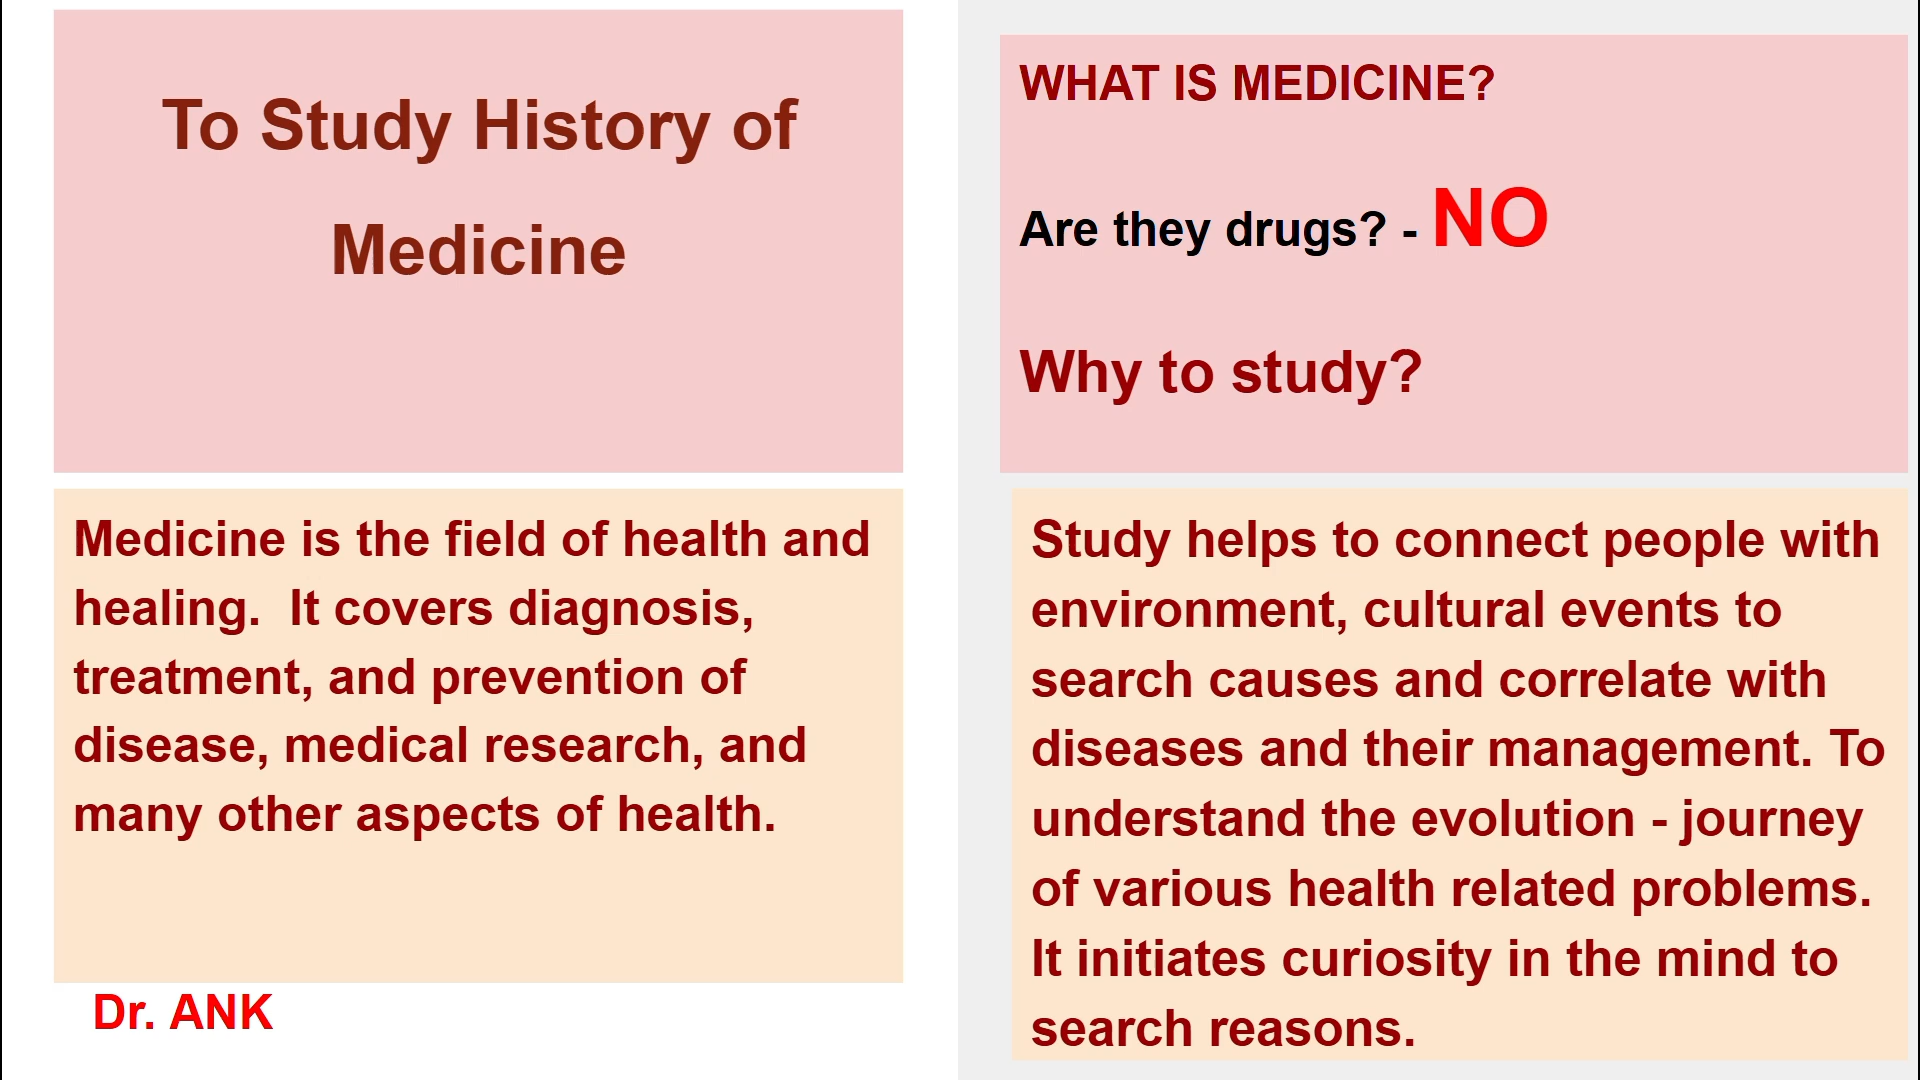 To Study History of
Medicine
Medicine is the field of health and
healing.  It covers diagnosis,
treatment, and prevention of
disease, medical research, and
many other aspects of health.
Dr. ANK
WHAT IS MEDICINE?
Are they drugs? - NO
Why to study?
Study helps to connect people with
environment, cultural events to
search causes and correlate with
diseases and their management. To
understand the evolution - journey
of various health related problems.
It initiates curiosity in the mind to
search reasons.